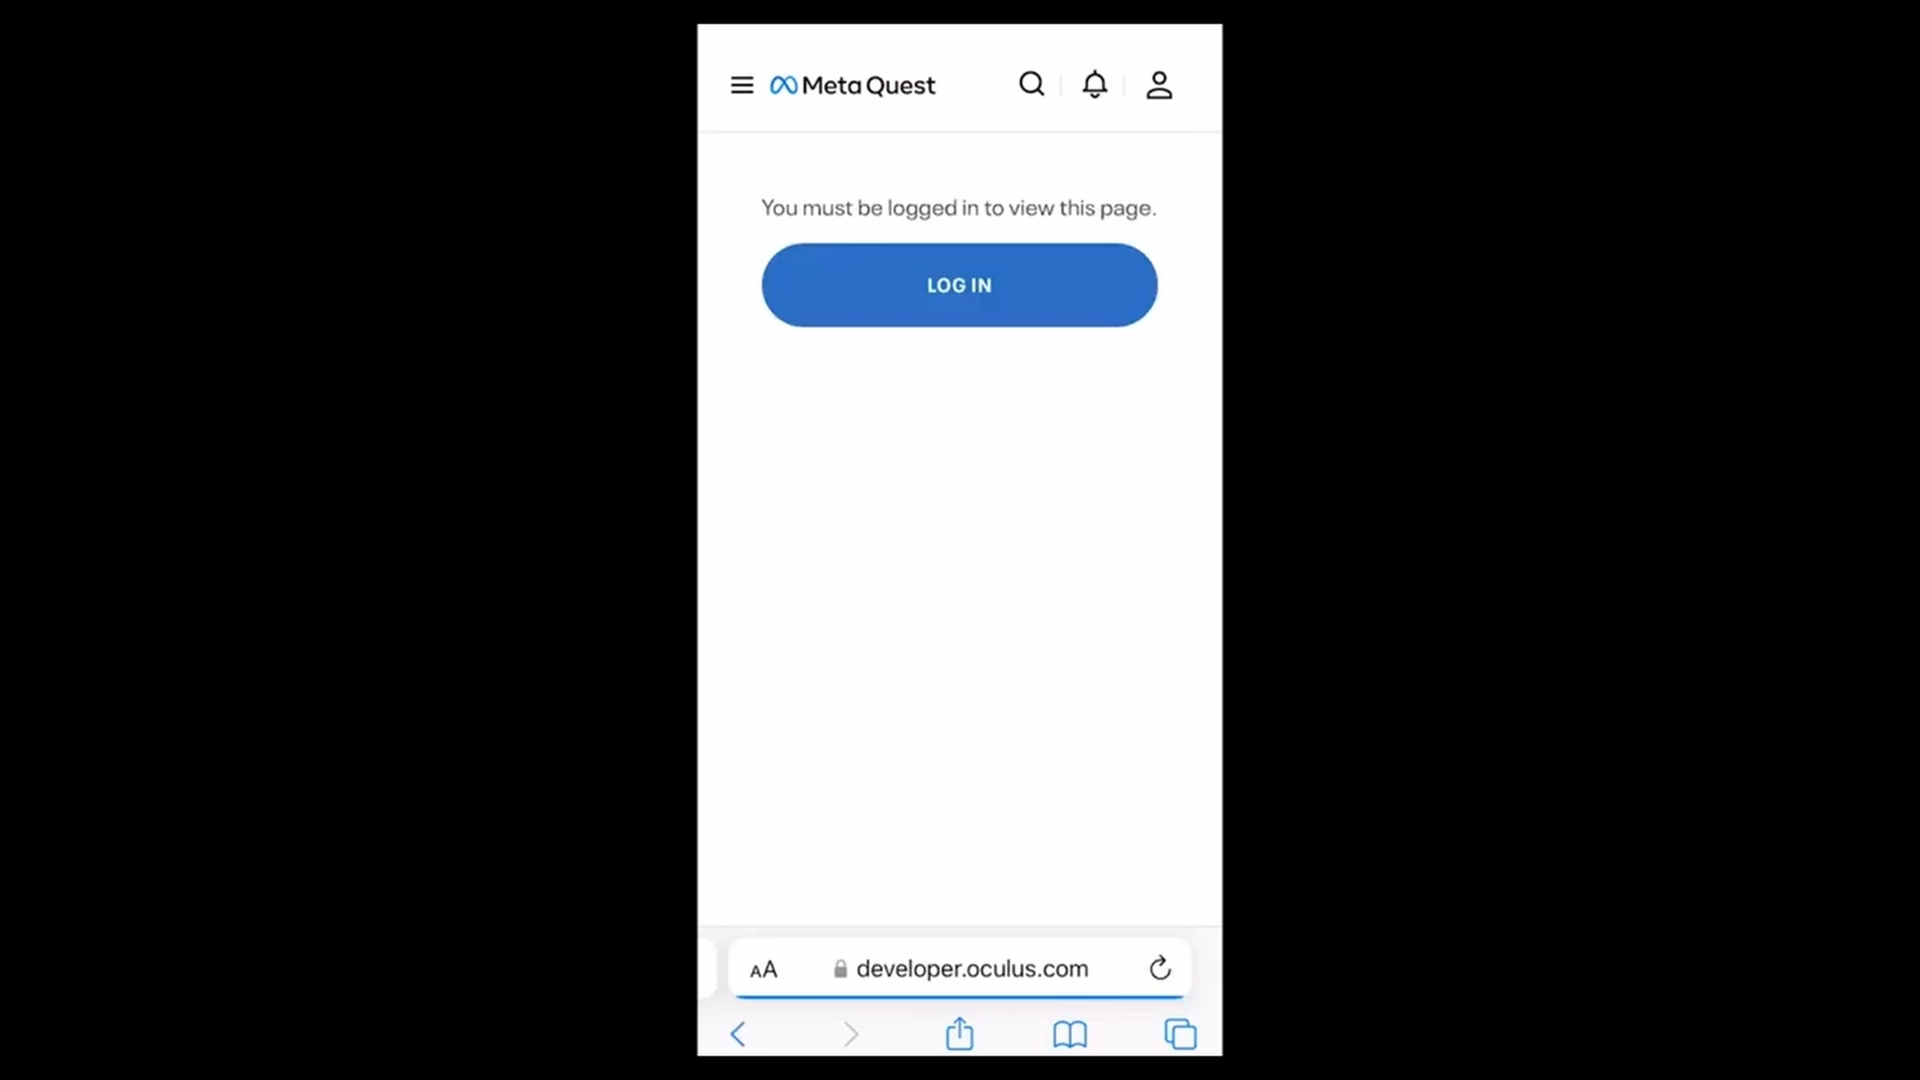 Meta Quest
You must be logged in to view this page.
LOG IN
AA developer.oculus.com